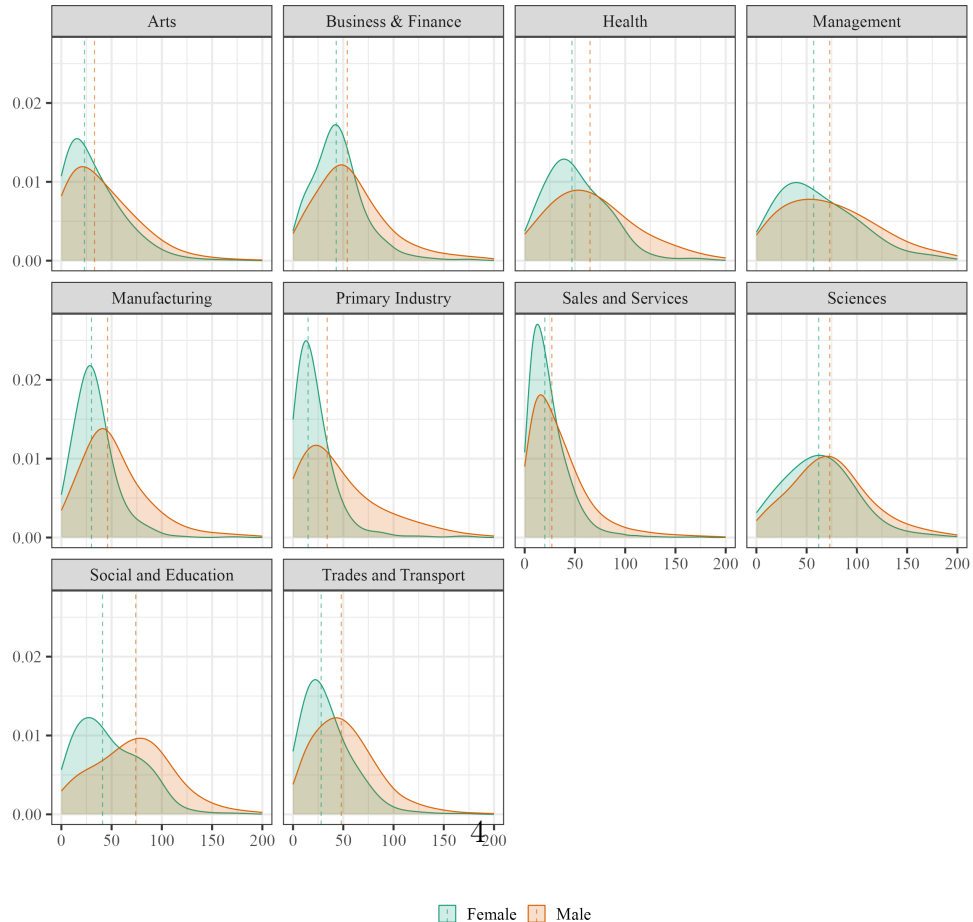 Arts Business & Finance Health Management
0.02
0.01
0.00
Manufacturing Primary Industry Sales and Services Sciences
0.02
0.01
0.00
0 50 100 150 200 0 50 100 150 200
Social and Education Trades and Transport
0.02
0.01
0.00
0 50 100 150 200 0 50 100 150 200
4
Female Male